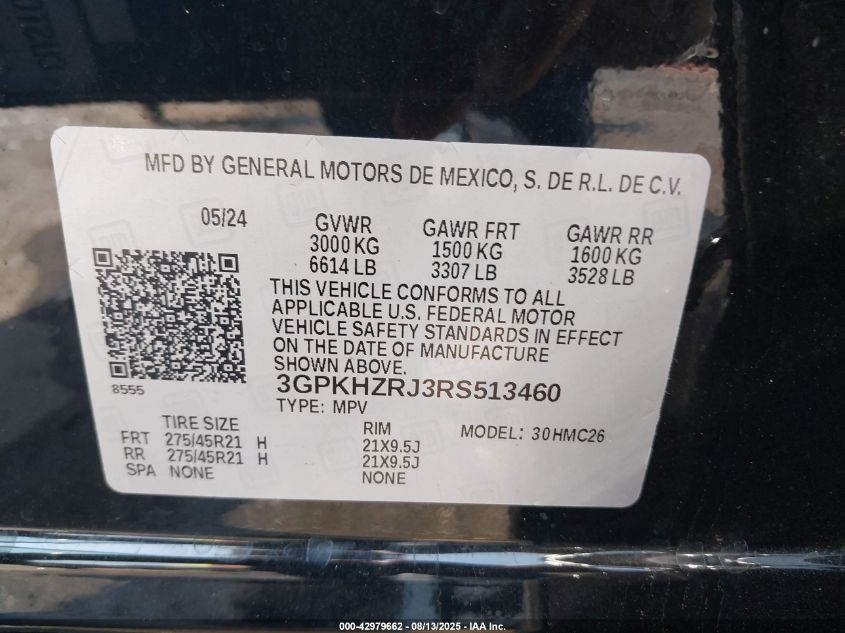 MFD BY GENERAL MOTORS DE MEXICO, S. DE R.L. DE C.V.
05/24 GVWR GAWR FRT GAWR RR
3000 KG 1500 KG 1600 KG
6614 LB 3307 LB 3528 LB
THIS VEHICLE CONFORMS TO ALL
APPLICABLE U.S. FEDERAL MOTOR
VEHICLE SAFETY STANDARDS IN EFFECT
ON THE DATE OF MANUFACTURE
SHOWN ABOVE.
3GPKHZRJ3RS513460
8555
TYPE: MPV
TIRE SIZE RIM MODEL: 30HMC26
FRT 275/45R21 H 21X9.5J
RR 275/45R21 H 21X9.5J
SPA NONE NONE
000-42979662 - 08/13/2025 - IAA Inc.